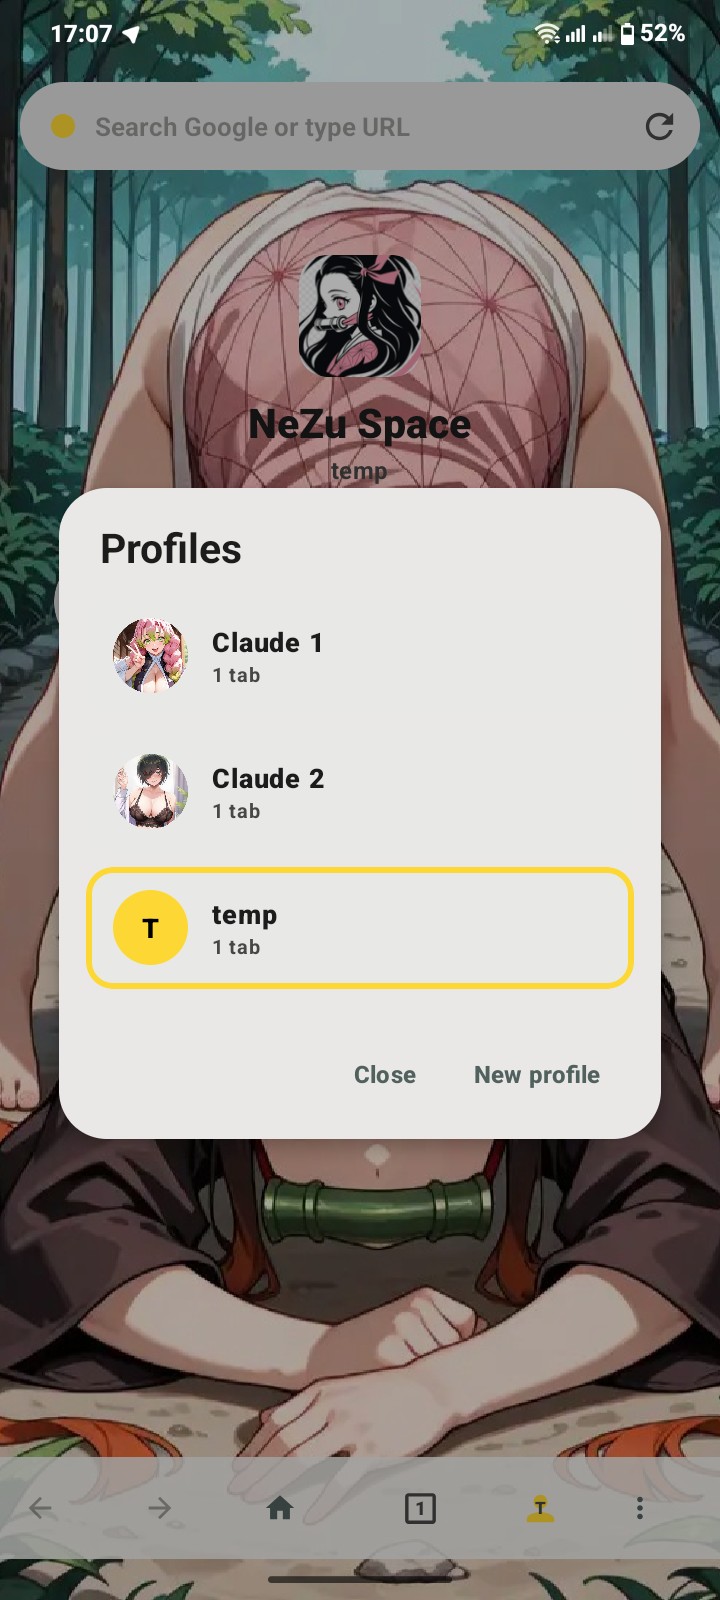 17:07
52%
Search Google or type URL
NeZu Space
temp
Profiles
Claude 1
1 tab
Claude 2
1 tab
T
temp
1 tab
Close
New profile
1
T